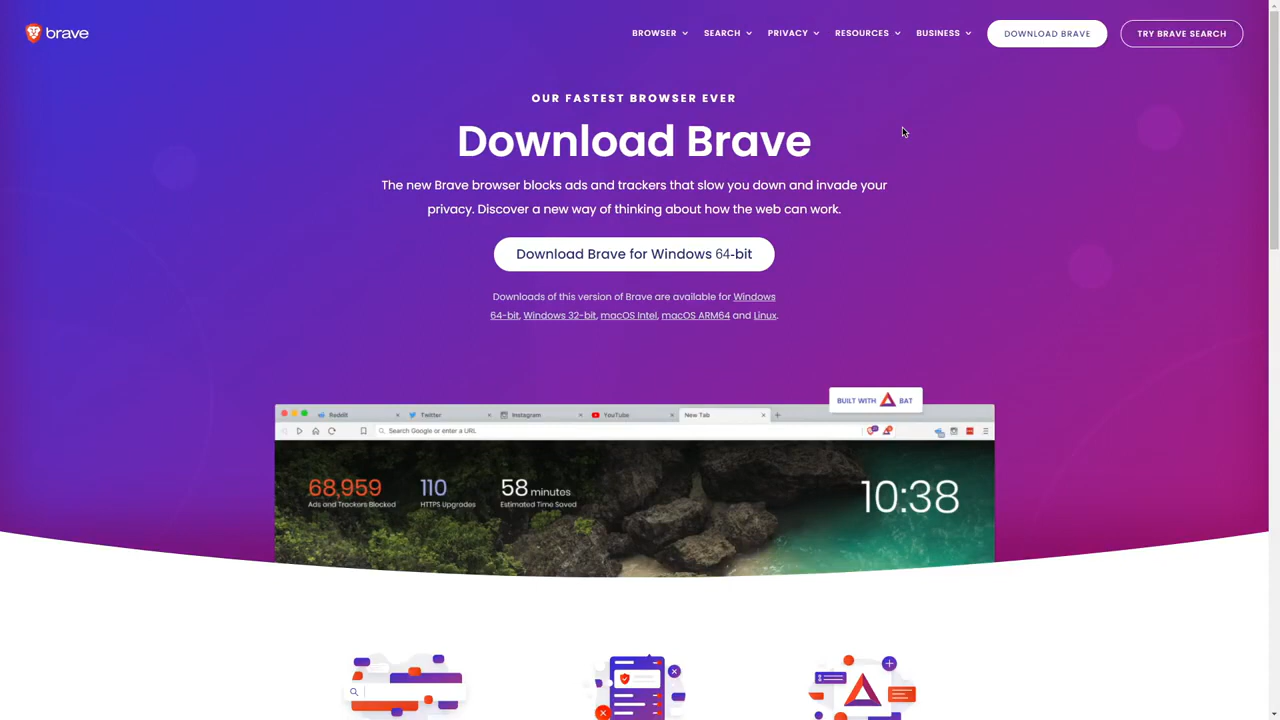 brave
BROWSER
SEARCH
PRIVACY
RESOURCES
BUSINESS
DOWNLOAD BRAVE
TRY BRAVE SEARCH
OUR FASTEST BROWSER EVER
Download Brave
The new Brave browser blocks ads and trackers that slow you down and invade your
privacy. Discover a new way of thinking about how the web can work.
Download Brave for Windows 64-bit
Downloads of this version of Brave are available for Windows
64-bit, Windows 32-bit, macOS Intel, macOS ARM64 and Linux.
BUILT WITH BAT
Reddit
Twitter
Instagram
YouTube
New Tab
Search Google or enter a URL
68,959
Ads and Trackers Blocked
110
HTTPS Upgrades
58 minutes
Estimated Time Saved
10:38